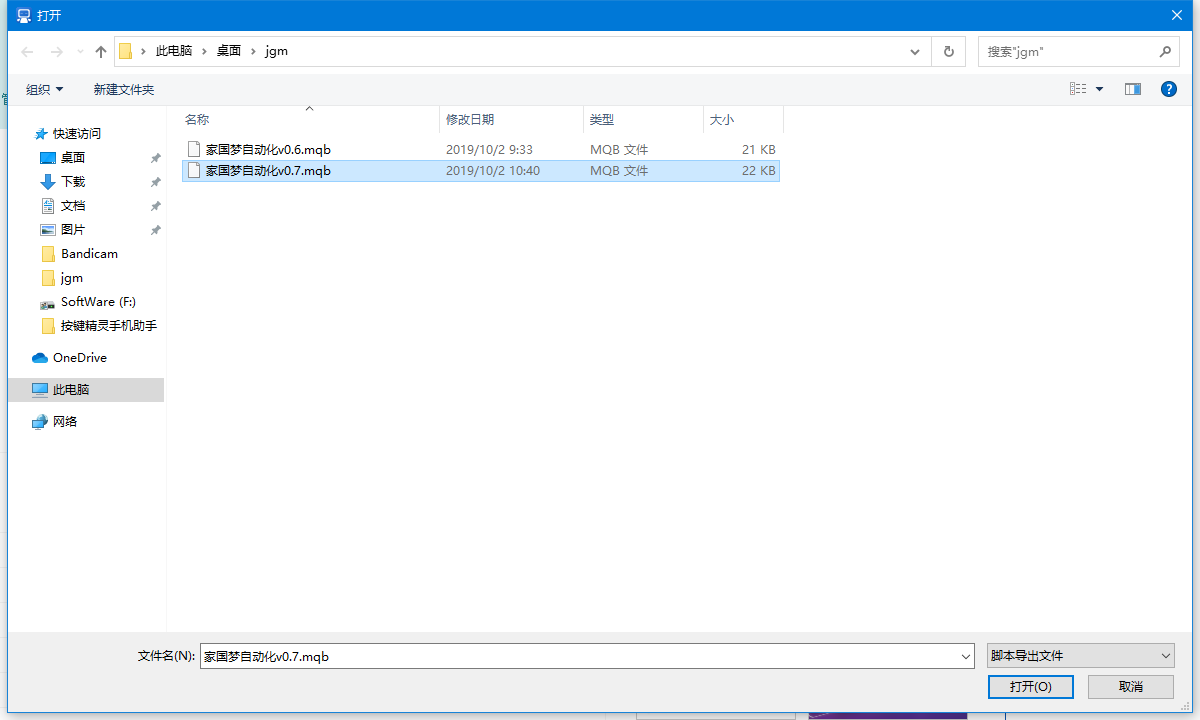 打开
此电脑 › 桌面 › jgm
搜索"jgm"
组织
新建文件夹
名称 修改日期 类型 大小
家国梦自动化v0.6.mqb 2019/10/2 9:33 MQB 文件 21 KB
家国梦自动化v0.7.mqb 2019/10/2 10:40 MQB 文件 22 KB
快速访问
桌面
下载
文档
图片
Bandicam
jgm
SoftWare (F:)
按键精灵手机助手
OneDrive
此电脑
网络
文件名(N): 家国梦自动化v0.7.mqb
脚本导出文件
打开(O)
取消